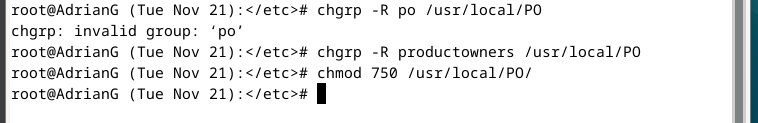 root@AdrianG (Tue Nov 21):</etc># chgrp -R po /usr/local/PO
chgrp: invalid group: ‘po’
root@AdrianG (Tue Nov 21):</etc># chgrp -R productowners /usr/local/PO
root@AdrianG (Tue Nov 21):</etc># chmod 750 /usr/local/PO/
root@AdrianG (Tue Nov 21):</etc>#